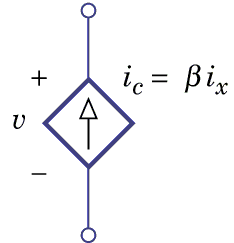 +
i_c = βi_x
v
−